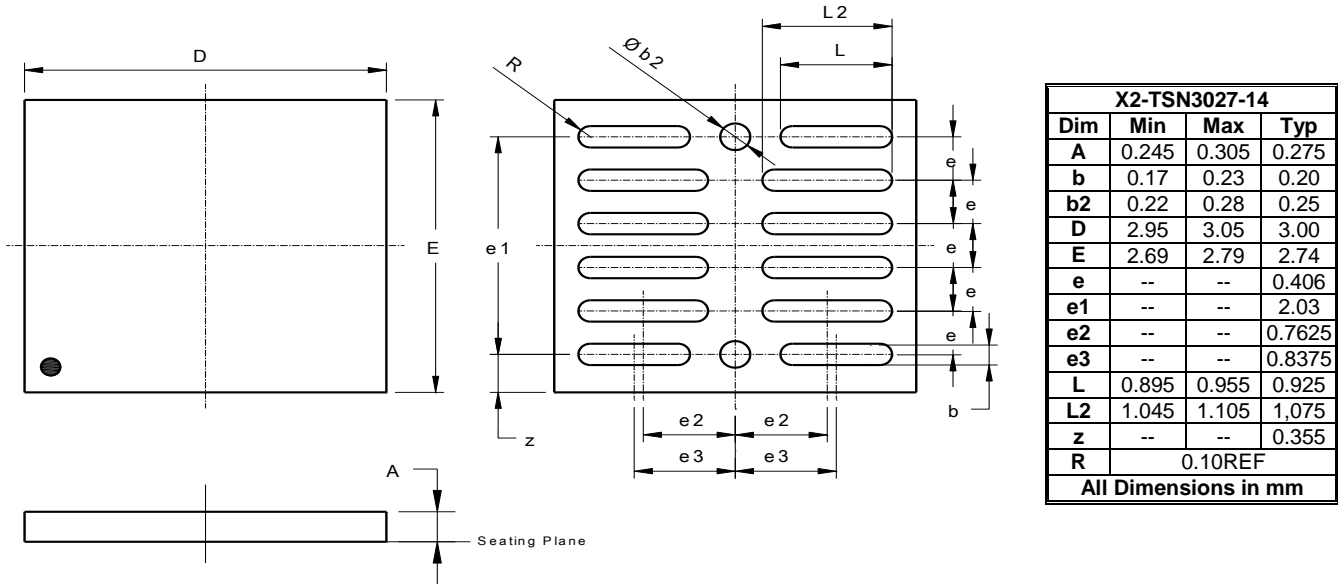 D
E
A
Seating Plane
R
Øb2
L2
L
e1
e
e
e
e
e
z
b
e2 e2
e3 e3
X2-TSN3027-14
Dim Min Max Typ
A 0.245 0.305 0.275
b 0.17 0.23 0.20
b2 0.22 0.28 0.25
D 2.95 3.05 3.00
E 2.69 2.79 2.74
e -- -- 0.406
e1 -- -- 2.03
e2 -- -- 0.7625
e3 -- -- 0.8375
L 0.895 0.955 0.925
L2 1.045 1.105 1,075
z -- -- 0.355
R 0.10REF
All Dimensions in mm